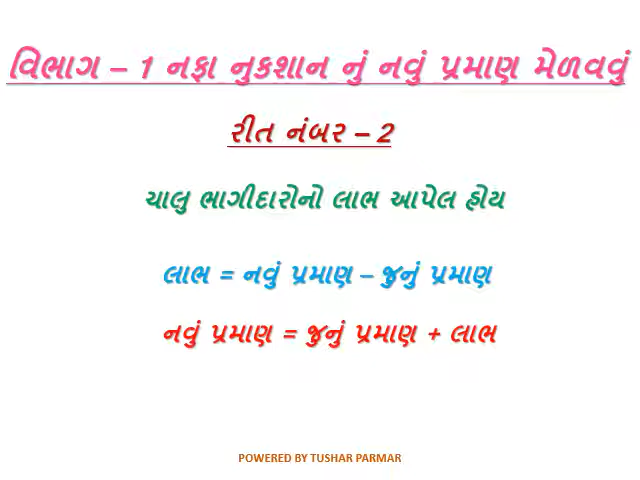 વિભાગ – 1 નફા નુકશાન નું નવું પ્રમાણ મેળવવું
રીત નંબર – 2
ચાલુ ભાગીદારોનો લાભ આપેલ હોય
લાભ = નવું પ્રમાણ – જુનું પ્રમાણ
નવું પ્રમાણ = જુનું પ્રમાણ + લાભ
POWERED BY TUSHAR PARMAR